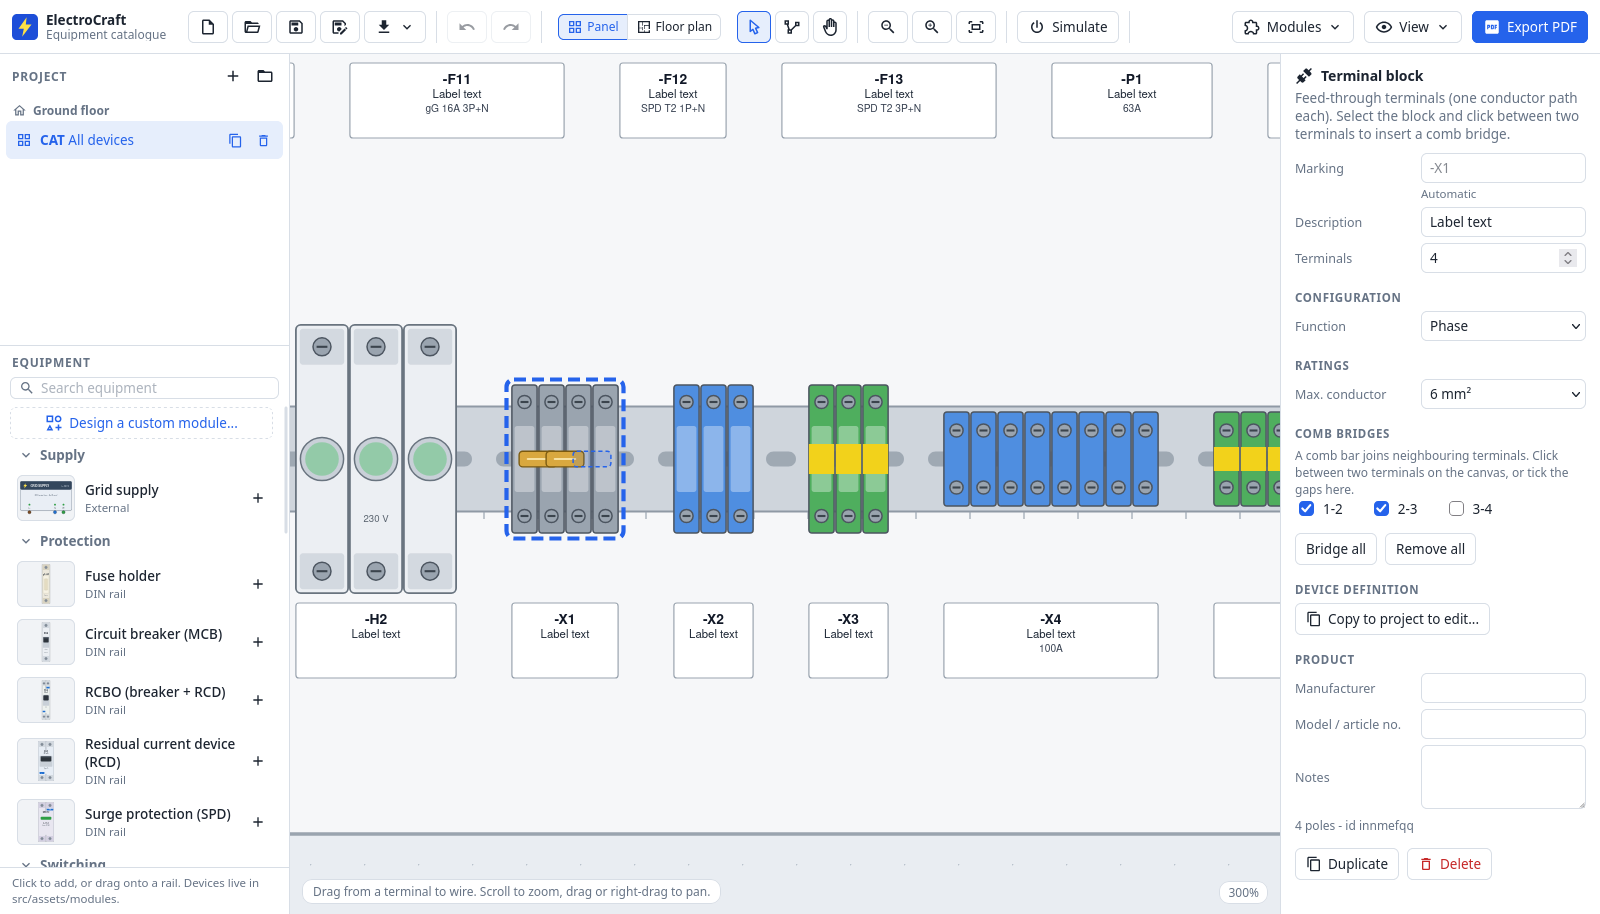 ElectroCraft
Equipment catalogue
Panel
Floor plan
Simulate
Modules
View
PDF
Export PDF
PROJECT
Ground floor
CAT All devices
EQUIPMENT
Search equipment
Design a custom module...
Supply
Grid supply
External
Protection
Fuse holder
DIN rail
Circuit breaker (MCB)
DIN rail
RCBO (breaker + RCD)
DIN rail
Residual current device
(RCD)
DIN rail
Surge protection (SPD)
DIN rail
Switching
Click to add, or drag onto a rail. Devices live in
src/assets/modules.
-F11
Label text
gG 16A 3P+N
-F12
Label text
SPD T2 1P+N
-F13
Label text
SPD T2 3P+N
-P1
Label text
63A
230 V
-H2
Label text
-X1
Label text
-X2
Label text
-X3
Label text
-X4
Label text
100A
Drag from a terminal to wire. Scroll to zoom, drag or right-drag to pan.
300%
Terminal block
Feed-through terminals (one conductor path
each). Select the block and click between two
terminals to insert a comb bridge.
Marking
-X1
Automatic
Description
Label text
Terminals
4
CONFIGURATION
Function
Phase
RATINGS
Max. conductor
6 mm²
COMB BRIDGES
A comb bar joins neighbouring terminals. Click
between two terminals on the canvas, or tick the
gaps here.
1-2
2-3
3-4
Bridge all
Remove all
DEVICE DEFINITION
Copy to project to edit...
PRODUCT
Manufacturer
Model / article no.
Notes
4 poles - id innmefqq
Duplicate
Delete